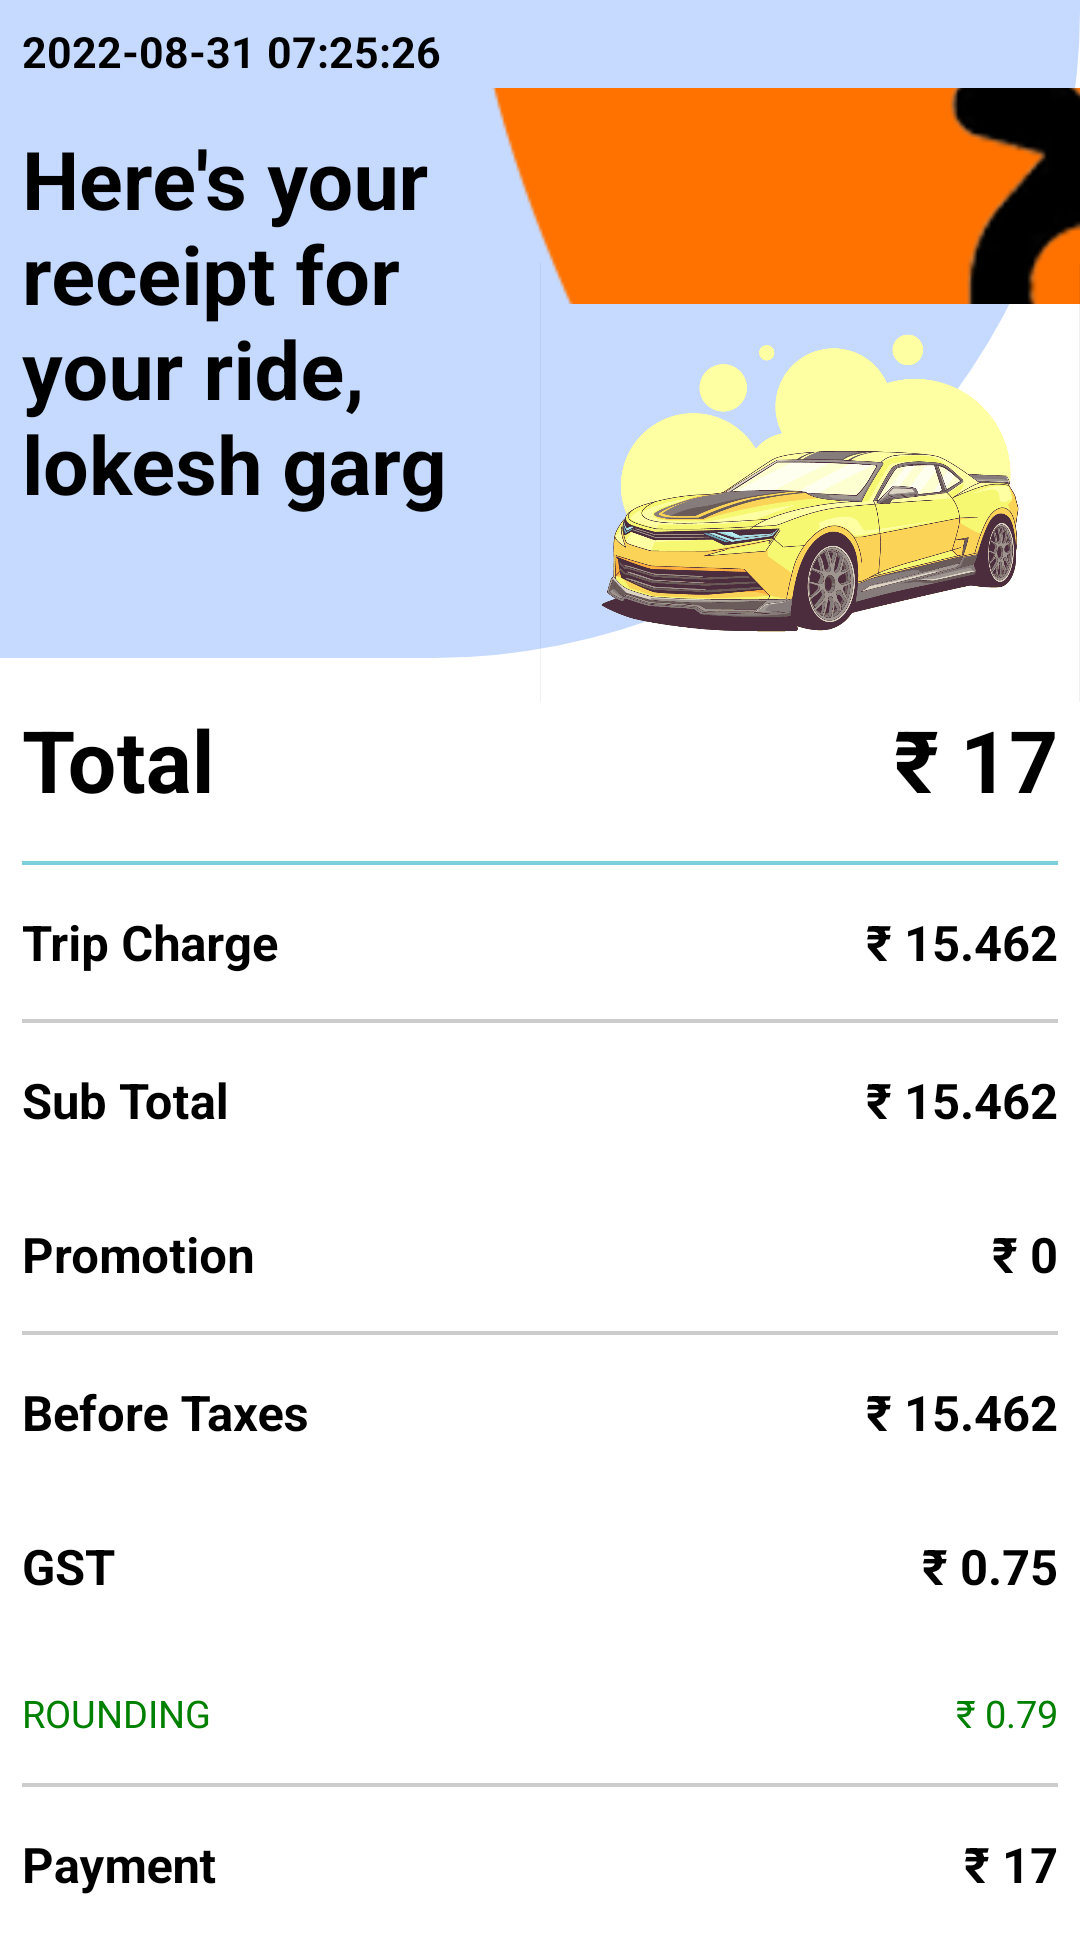 2022-08-31 07:25:26
Here's your
receipt for
your ride,
lokesh garg
Total ₹ 17
Trip Charge ₹ 15.462
Sub Total ₹ 15.462
Promotion ₹ 0
Before Taxes ₹ 15.462
GST ₹ 0.75
ROUNDING ₹ 0.79
Payment ₹ 17